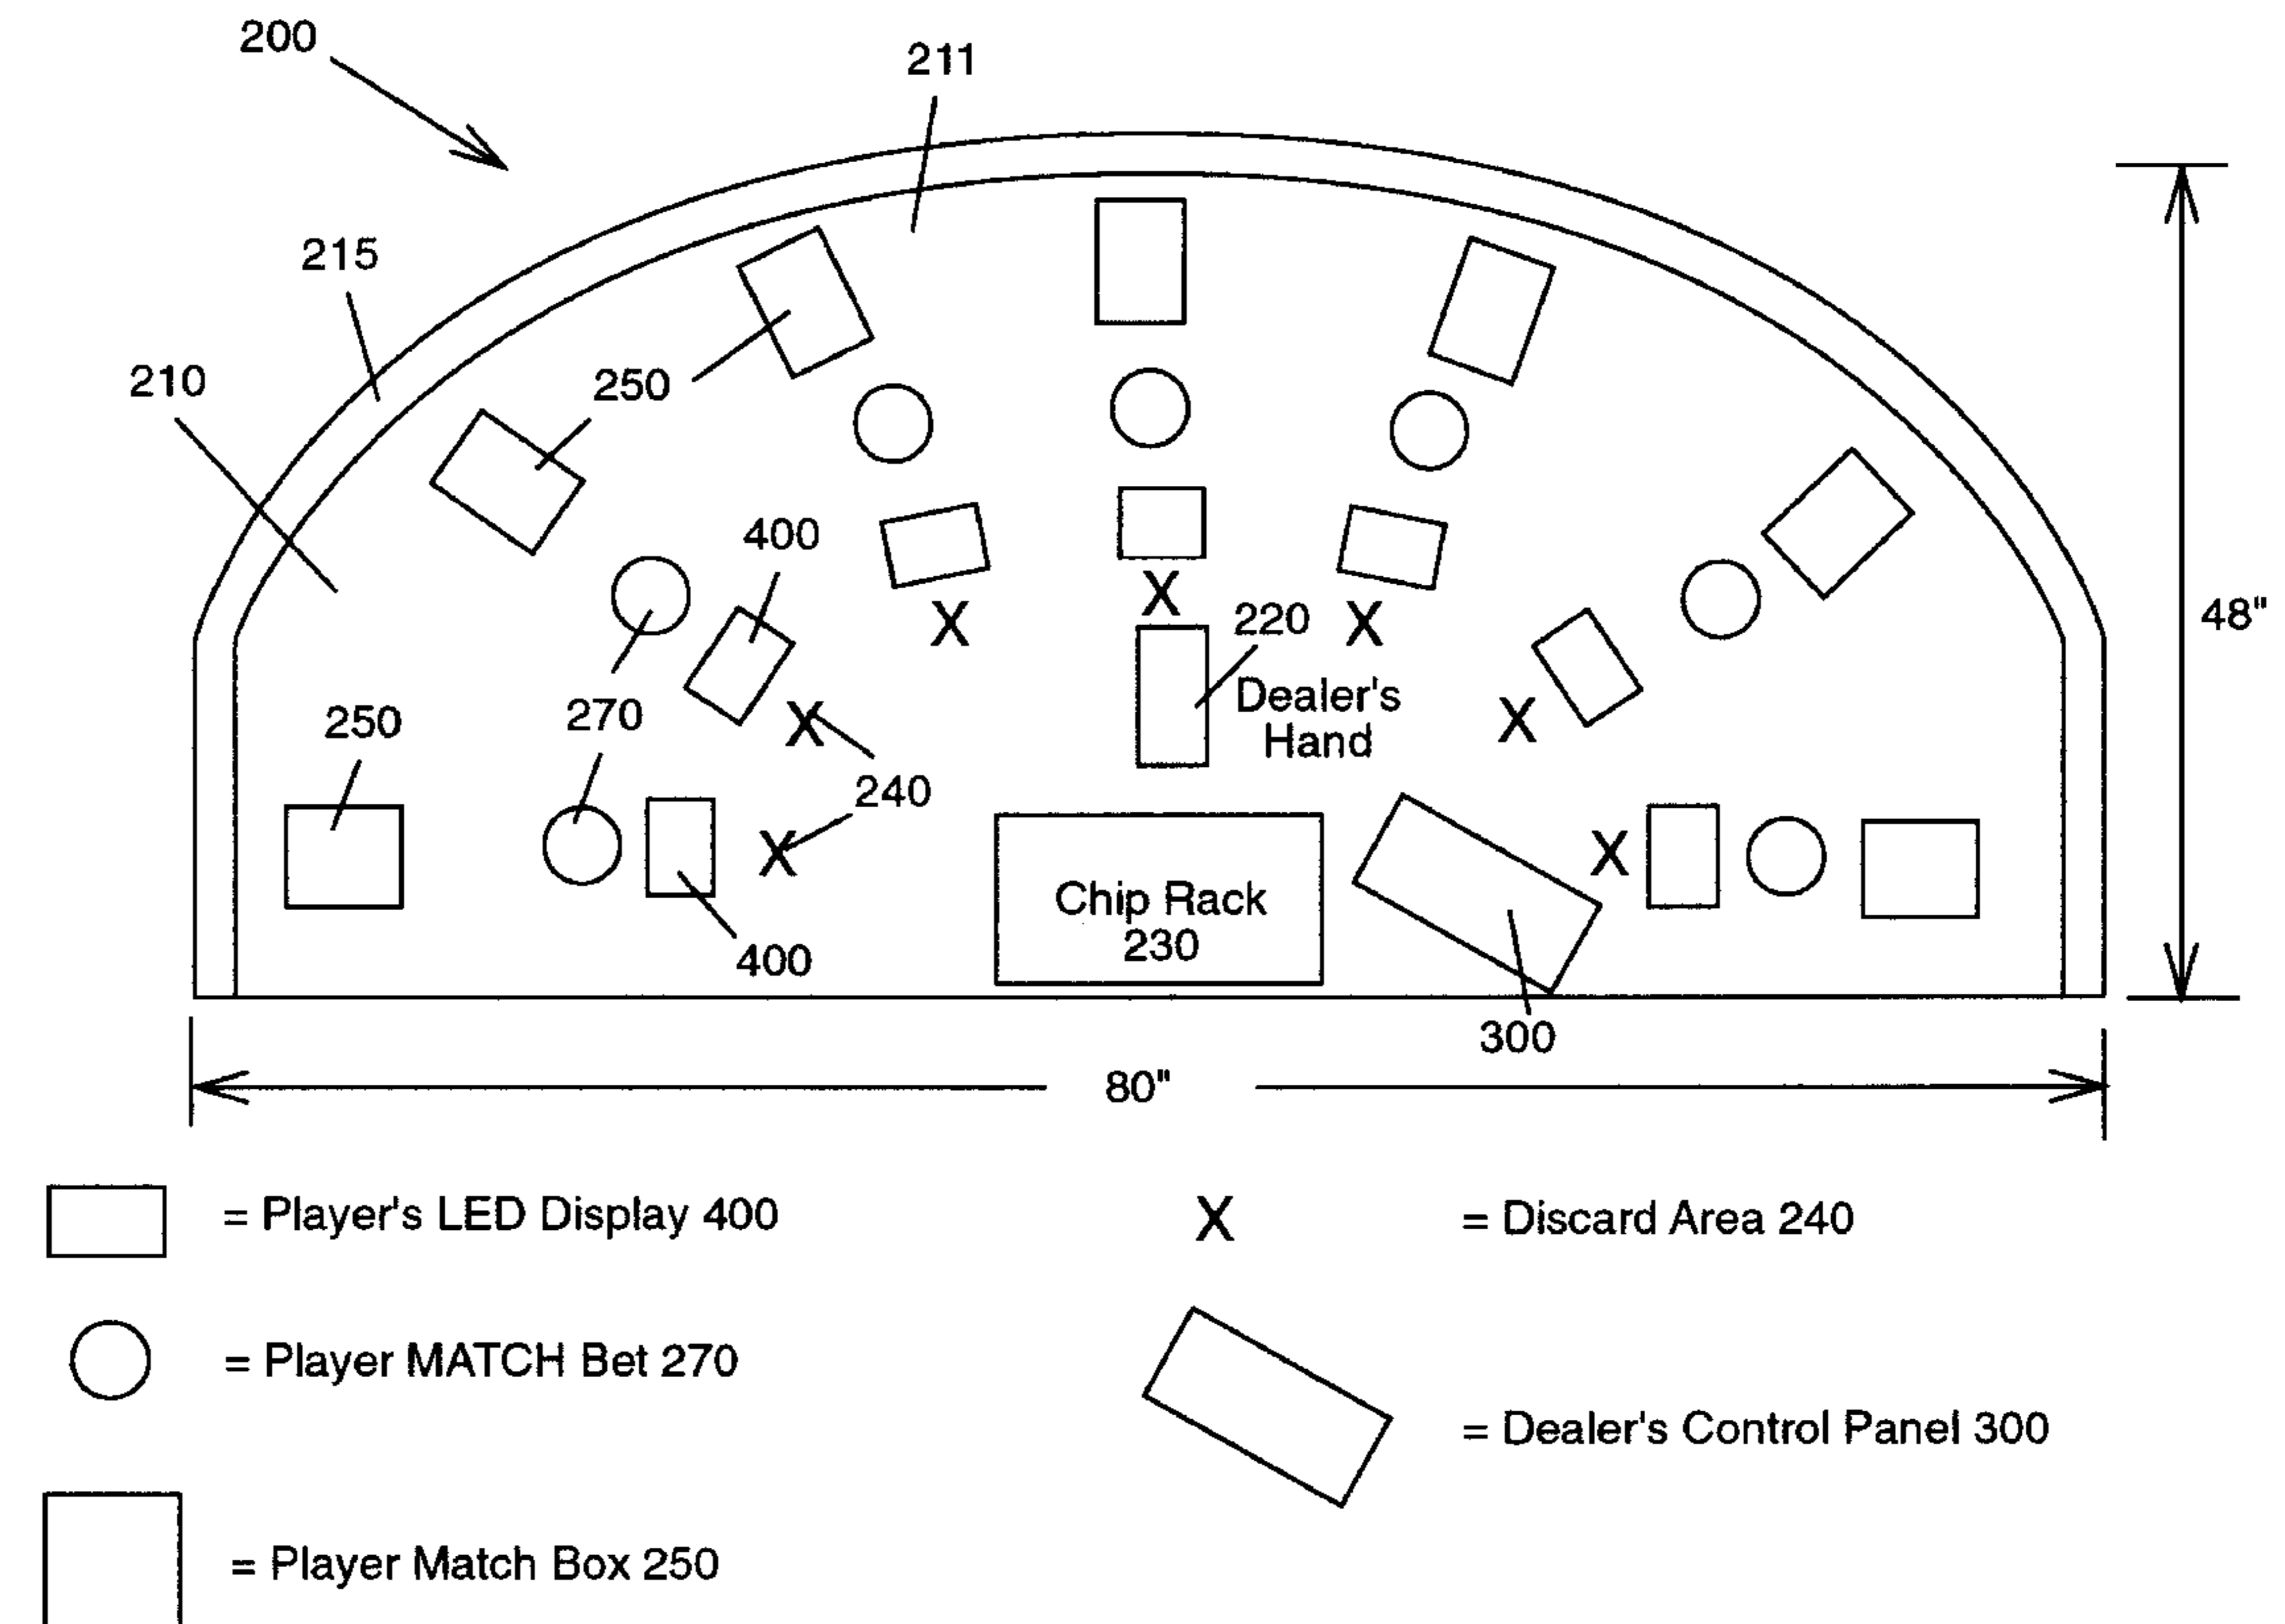 200
211
215
210
250
400
220
Dealer's
Hand
48"
250
270
240
Chip Rack
230
400
300
80"
= Player's LED Display 400
X = Discard Area 240
= Player MATCH Bet 270
= Dealer's Control Panel 300
= Player Match Box 250